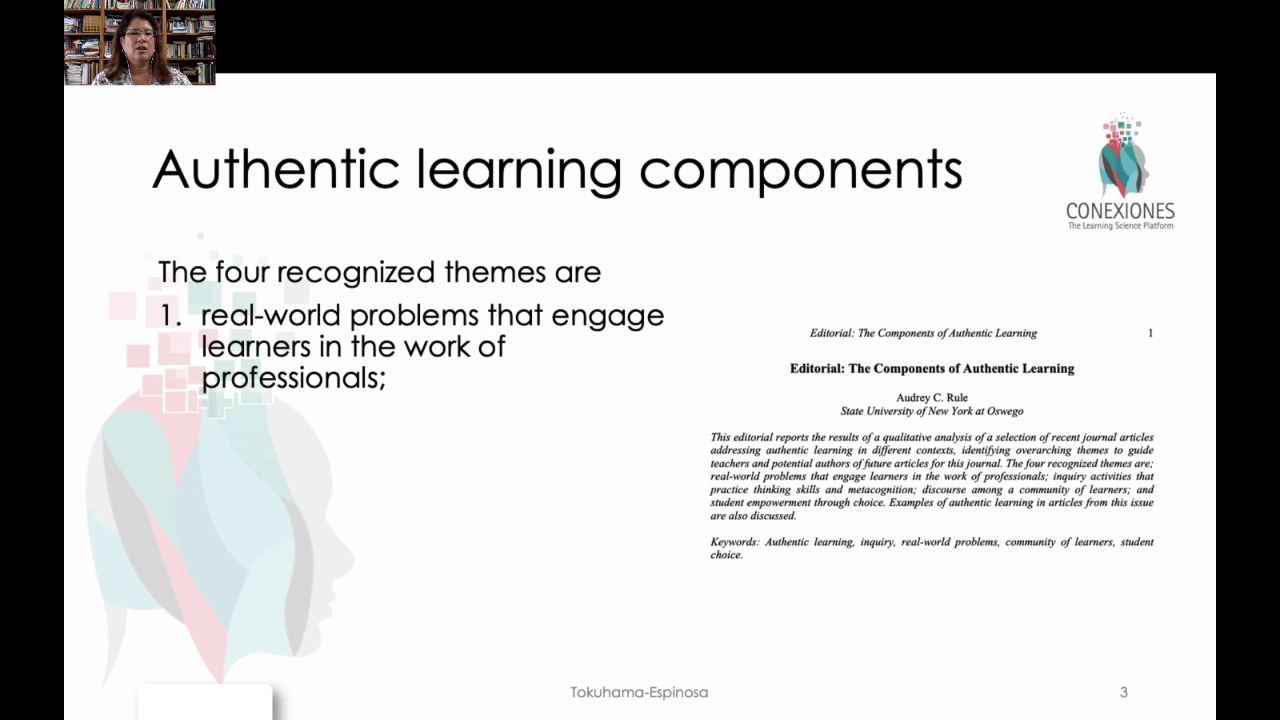 Authentic learning components
CONEXIONES
The Learning Science Platform
The four recognized themes are
1. real-world problems that engage
learners in the work of
professionals;
Editorial: The Components of Authentic Learning 1
Editorial: The Components of Authentic Learning
Audrey C. Rule
State University of New York at Oswego
This editorial reports the results of a qualitative analysis of a selection of recent journal articles
addressing authentic learning in different contexts, identifying overarching themes to guide
teachers and potential authors of future articles for this journal. The four recognized themes are;
real-world problems that engage learners in the work of professionals; inquiry activities that
practice thinking skills and metacognition; discourse among a community of learners; and
student empowerment through choice. Examples of authentic learning in articles from this issue
are also discussed.
Keywords: Authentic learning, inquiry, real-world problems, community of learners, student
choice.
Tokuhama-Espinosa
3